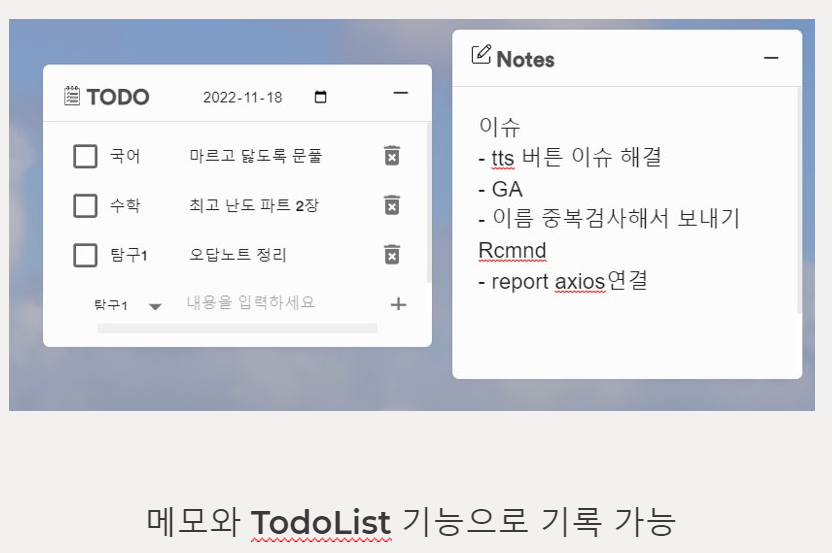 TODO
2022-11-18
국어 마르고 닳도록 문풀
수학 최고 난도 파트 2장
탐구1 오답노트 정리
탐구1 내용을 입력하세요
Notes
이슈
- tts 버튼 이슈 해결
- GA
- 이름 중복검사해서 보내기
Rcmnd
- report axios연결
메모와 TodoList 기능으로 기록 가능